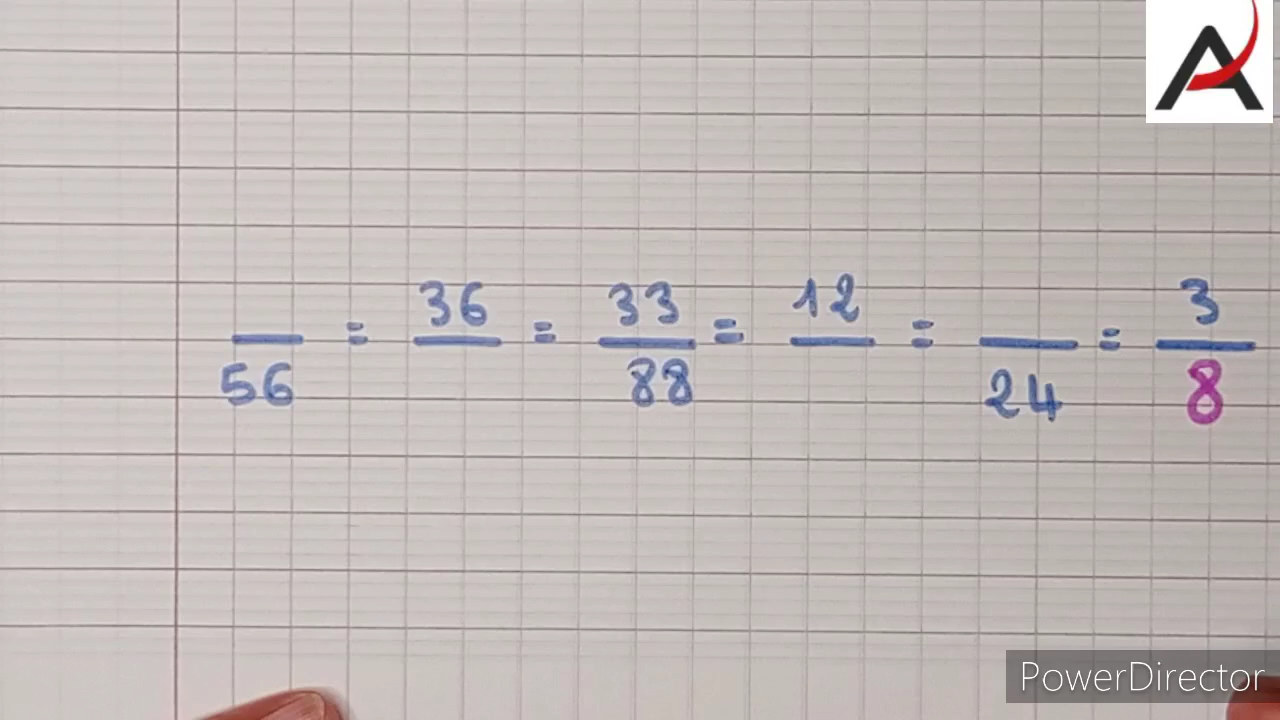 36 33 12 3
= = = = =
56 88 24 8
PowerDirector